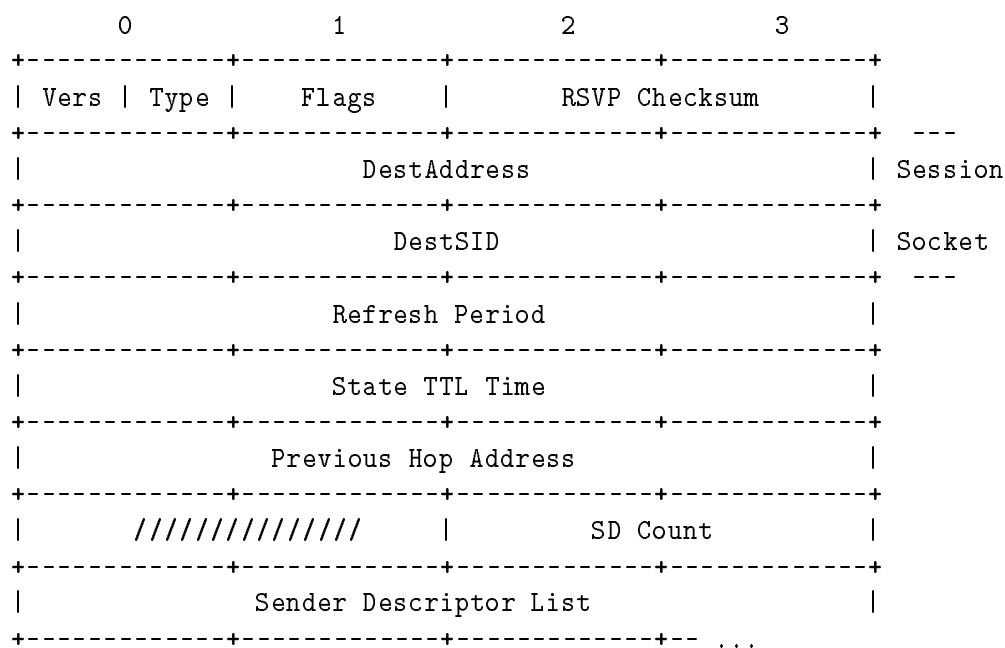 0 1 2 3
+-------------+-------------+-------------+-------------+
| Vers | Type | Flags | RSVP Checksum |
+-------------+-------------+-------------+-------------+ ---
| DestAddress | Session
+-------------+-------------+-------------+-------------+
| DestSID | Socket
+-------------+-------------+-------------+-------------+ ---
| Refresh Period |
+-------------+-------------+-------------+-------------+
| State TTL Time |
+-------------+-------------+-------------+-------------+
| Previous Hop Address |
+-------------+-------------+-------------+-------------+
| /////////////// | SD Count |
+-------------+-------------+-------------+-------------+
| Sender Descriptor List |
+-------------+-------------+-------------+-- ...